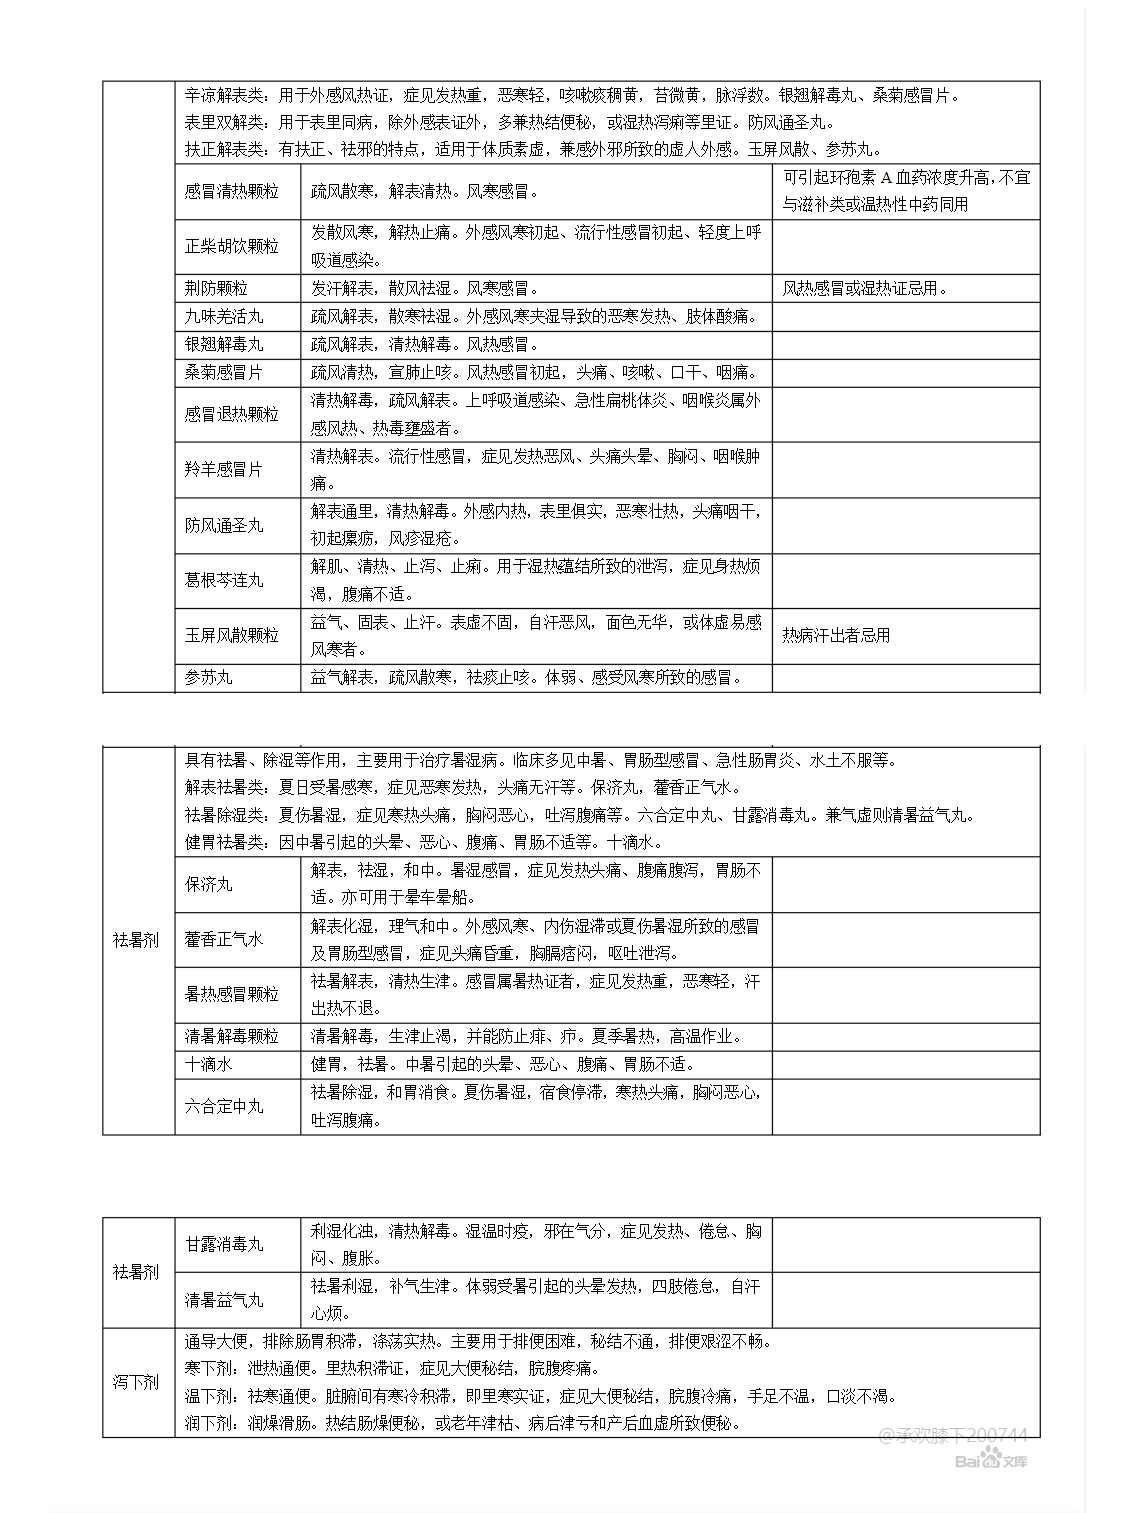 辛凉解表类：用于外感风热证，症见发热重，恶寒轻，咳嗽痰稠黄，苔微黄，脉浮数。银翘解毒丸、桑菊感冒片。
表里双解类：用于表里同病，除外感表证外，多兼热结便秘，或湿热泻痢等里证。防风通圣丸。
扶正解表类：有扶正、祛邪的特点，适用于体质素虚，兼感外邪所致的虚人外感。玉屏风散、参苏丸。
感冒清热颗粒
疏风散寒，解表清热。风寒感冒。
可引起环孢素 A 血药浓度升高，不宜
与滋补类或温热性中药同用
正柴胡饮颗粒
发散风寒，解热止痛。外感风寒初起、流行性感冒初起、轻度上呼
吸道感染。
荆防颗粒
发汗解表，散风祛湿。风寒感冒。
风热感冒或湿热证忌用。
九味羌活丸
疏风解表，散寒祛湿。外感风寒夹湿导致的恶寒发热、肢体酸痛。
银翘解毒丸
疏风解表，清热解毒。风热感冒。
桑菊感冒片
疏风清热，宣肺止咳。风热感冒初起，头痛、咳嗽、口干、咽痛。
感冒退热颗粒
清热解毒，疏风解表。上呼吸道感染、急性扁桃体炎、咽喉炎属外
感风热、热毒壅盛者。
羚羊感冒片
清热解表。流行性感冒，症见发热恶风、头痛头晕、胸闷、咽喉肿
痛。
防风通圣丸
解表通里，清热解毒。外感内热，表里俱实，恶寒壮热，头痛咽干，
初起瘰疬，风疹湿疮。
葛根芩连丸
解肌、清热、止泻、止痢。用于湿热蕴结所致的泄泻，症见身热烦
渴，腹痛不适。
玉屏风散颗粒
益气、固表、止汗。表虚不固，自汗恶风，面色无华，或体虚易感
风寒者。
热病汗出者忌用
参苏丸
益气解表，疏风散寒，祛痰止咳。体弱、感受风寒所致的感冒。
祛暑剂
具有祛暑、除湿等作用，主要用于治疗暑湿病。临床多见中暑、胃肠型感冒、急性肠胃炎、水土不服等。
解表祛暑类：夏日受暑感寒，症见恶寒发热，头痛无汗等。保济丸，藿香正气水。
祛暑除湿类：夏伤暑湿，症见寒热头痛，胸闷恶心，吐泻腹痛等。六合定中丸、甘露消毒丸。兼气虚则清暑益气丸。
健胃祛暑类：因中暑引起的头晕、恶心、腹痛、胃肠不适等。十滴水。
保济丸
解表，祛湿，和中。暑湿感冒，症见发热头痛、腹痛腹泻，胃肠不
适。亦可用于晕车晕船。
藿香正气水
解表化湿，理气和中。外感风寒、内伤湿滞或夏伤暑湿所致的感冒
及胃肠型感冒，症见头痛昏重，胸膈痞闷，呕吐泄泻。
暑热感冒颗粒
祛暑解表，清热生津。感冒属暑热证者，症见发热重，恶寒轻，汗
出热不退。
清暑解毒颗粒
清暑解毒，生津止渴，并能防止痱、疖。夏季暑热，高温作业。
十滴水
健胃，祛暑。中暑引起的头晕、恶心、腹痛、胃肠不适。
六合定中丸
祛暑除湿，和胃消食。夏伤暑湿，宿食停滞，寒热头痛，胸闷恶心，
吐泻腹痛。
祛暑剂
甘露消毒丸
利湿化浊，清热解毒。湿温时疫，邪在气分，症见发热、倦怠、胸
闷、腹胀。
清暑益气丸
祛暑利湿，补气生津。体弱受暑引起的头晕发热，四肢倦怠，自汗
心烦。
泻下剂
通导大便，排除肠胃积滞，涤荡实热。主要用于排便困难，秘结不通，排便艰涩不畅。
寒下剂：泄热通便。里热积滞证，症见大便秘结，脘腹疼痛。
温下剂：祛寒通便。脏腑间有寒冷积滞，即里寒实证，症见大便秘结，脘腹冷痛，手足不温，口淡不渴。
润下剂：润燥滑肠。热结肠燥便秘，或老年津枯、病后津亏和产后血虚所致便秘。
@承欢膝下200744
Bai du 文库